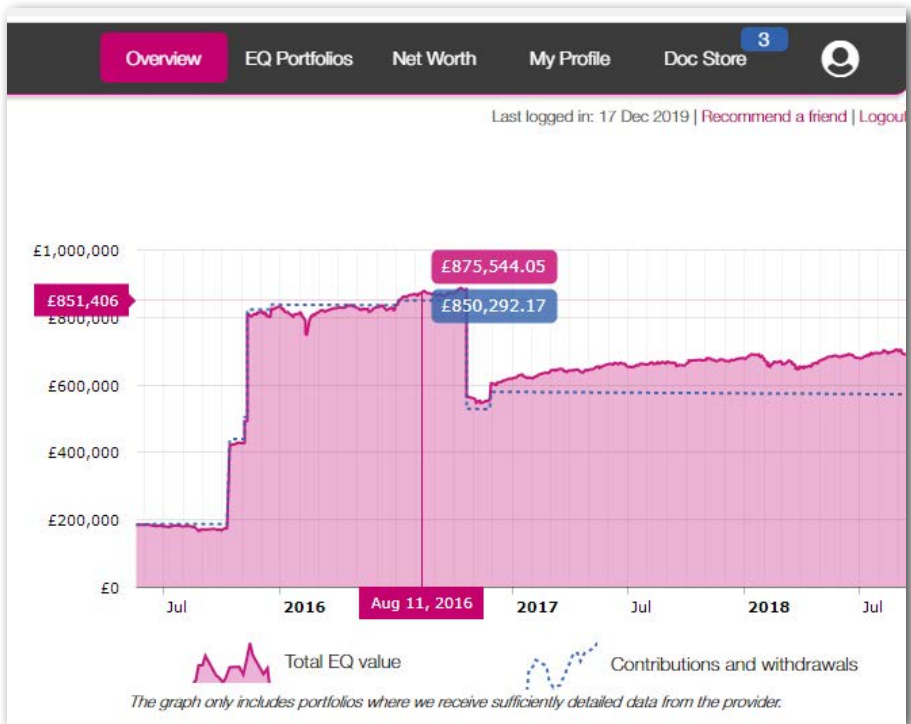 3
Overview EQ Portfolios Net Worth My Profile Doc Store
Last logged in: 17 Dec 2019 | Recommend a friend | Logout
£1,000,000
£875,544.05
£851,406
£850,292.17
£800,000
£600,000
£400,000
£200,000
£0
Jul 2016 Aug 11, 2016 2017 Jul 2018 Jul
Total EQ value Contributions and withdrawals
The graph only includes portfolios where we receive sufficiently detailed data from the provider.